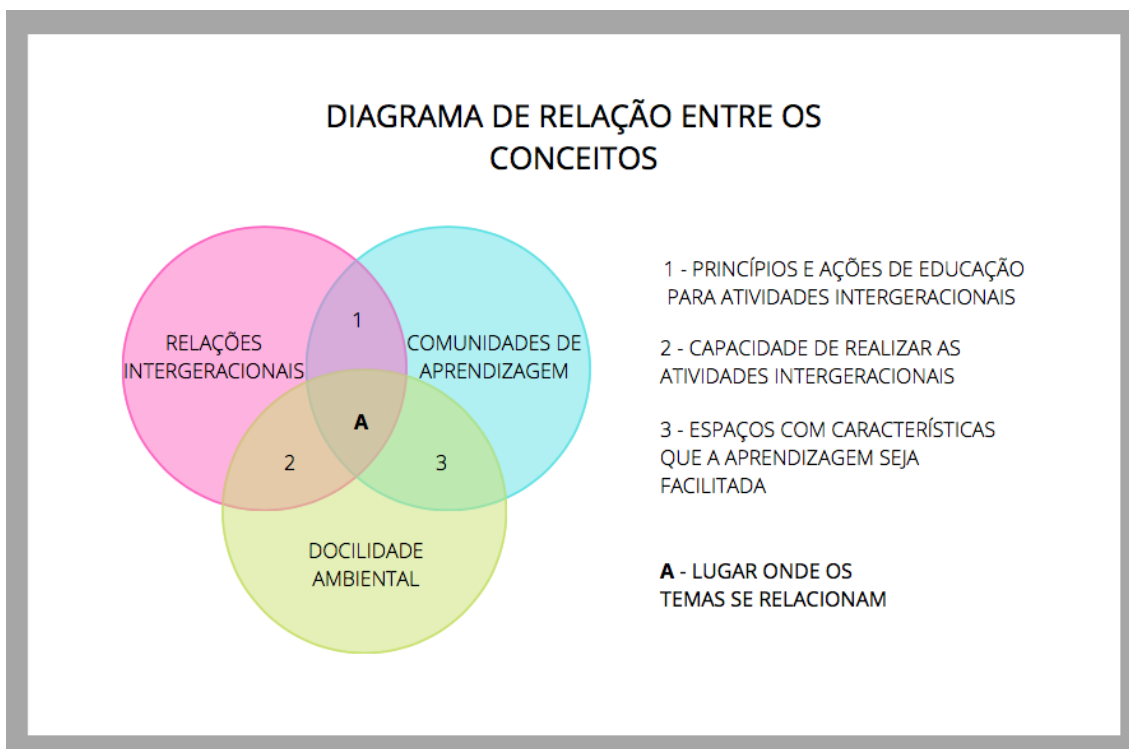 DIAGRAMA DE RELAÇÃO ENTRE OS
CONCEITOS
RELAÇÕES
INTERGERACIONAIS
1
COMUNIDADES DE
APRENDIZAGEM
A
2
3
DOCILIDADE
AMBIENTAL
1 - PRINCÍPIOS E AÇÕES DE EDUCAÇÃO
PARA ATIVIDADES INTERGERACIONAIS
2 - CAPACIDADE DE REALIZAR AS
ATIVIDADES INTERGERACIONAIS
3 - ESPAÇOS COM CARACTERÍSTICAS
QUE A APRENDIZAGEM SEJA
FACILITADA
A - LUGAR ONDE OS
TEMAS SE RELACIONAM